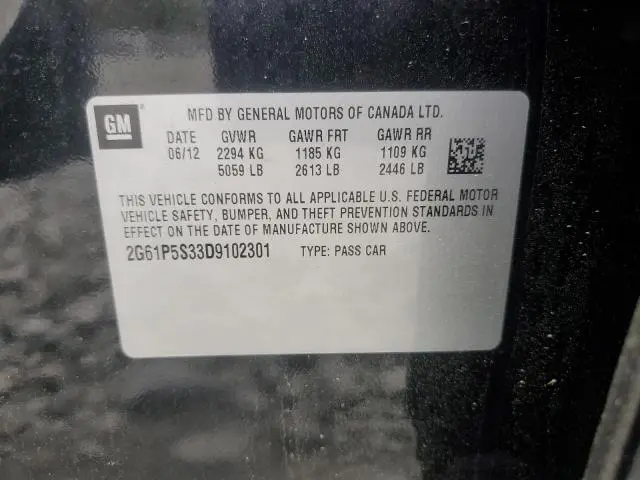 GM
MFD BY GENERAL MOTORS OF CANADA LTD.
DATE GVWR GAWR FRT GAWR RR
06/12 2294 KG 1185 KG 1109 KG
5059 LB 2613 LB 2446 LB
THIS VEHICLE CONFORMS TO ALL APPLICABLE U.S. FEDERAL MOTOR
VEHICLE SAFETY, BUMPER, AND THEFT PREVENTION STANDARDS IN
EFFECT ON THE DATE OF MANUFACTURE SHOWN ABOVE.
2G61P5S33D9102301 TYPE: PASS CAR